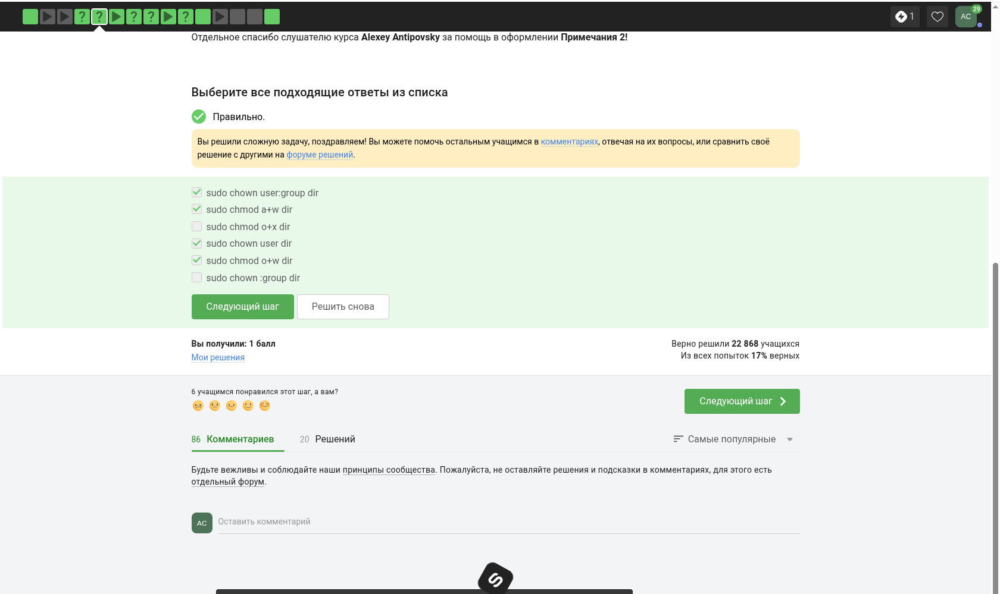 ? ? ? ? ?
1
AC
29
Отдельное спасибо слушателю курса Alexey Antipovsky за помощь в оформлении Примечания 2!
Выберите все подходящие ответы из списка
Правильно.
Вы решили сложную задачу, поздравляем! Вы можете помочь остальным учащимся в комментариях, отвечая на их вопросы, или сравнить своё
решение с другими на форуме решений.
sudo chown user:group dir
sudo chmod a+w dir
sudo chmod o+x dir
sudo chown user dir
sudo chmod o+w dir
sudo chown :group dir
Следующий шаг
Решить снова
Вы получили: 1 балл
Верно решили 22 868 учащихся
Мои решения
Из всех попыток 17% верных
6 учащимся понравился этот шаг, а вам?
Следующий шаг
86 Комментариев
20 Решений
Самые популярные
Будьте вежливы и соблюдайте наши принципы сообщества. Пожалуйста, не оставляйте решения и подсказки в комментариях, для этого есть
отдельный форум.
AC
Оставить комментарий